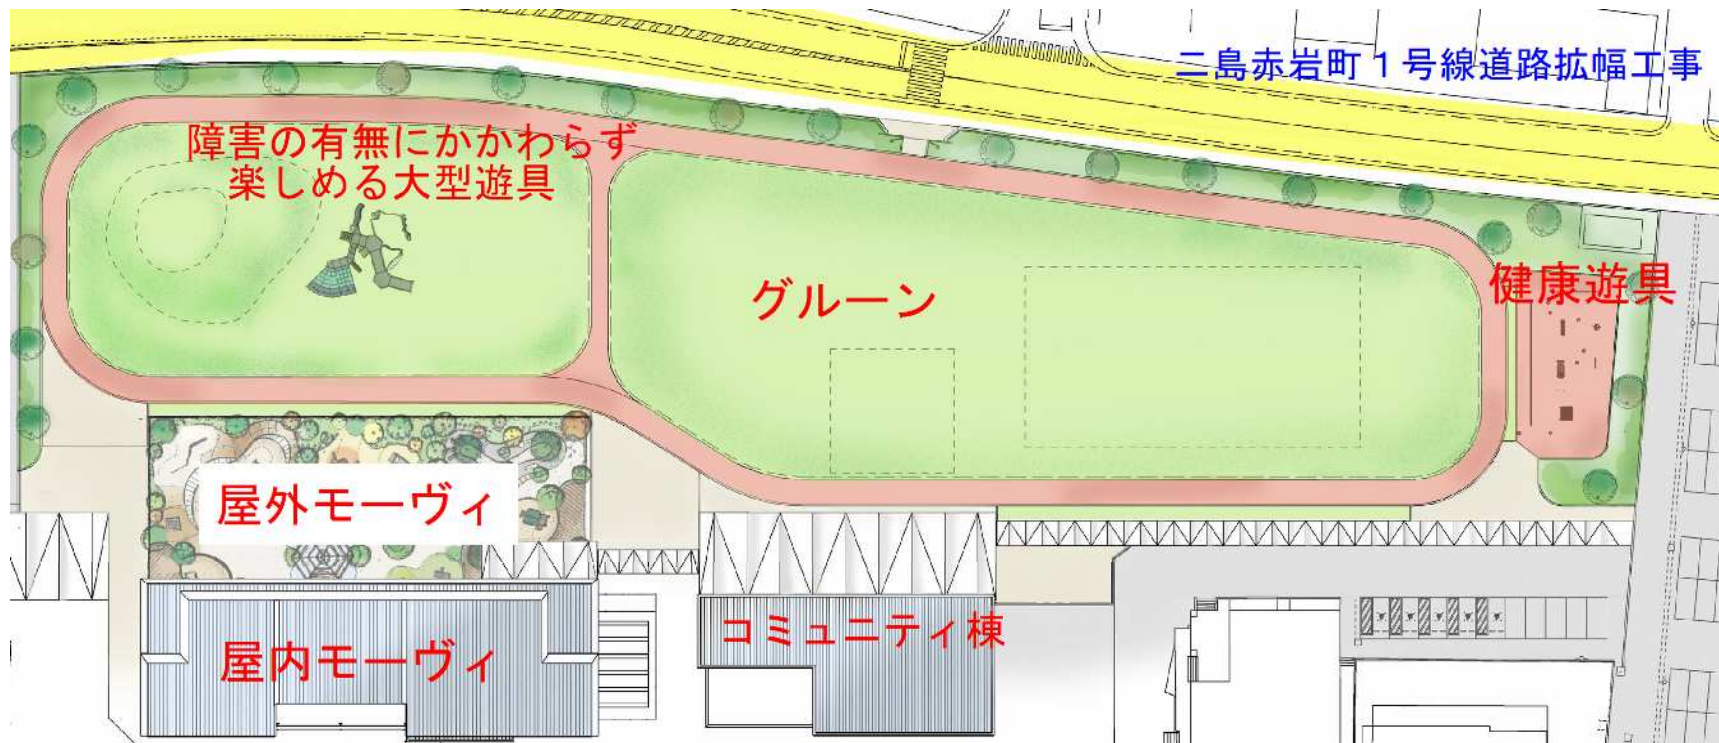 二島赤岩町1号線道路拡幅工事
障害の有無にかかわらず
楽しめる大型遊具
グルーン
健康遊具
屋外モーヴィ
コミュニティ棟
屋内モーヴィ